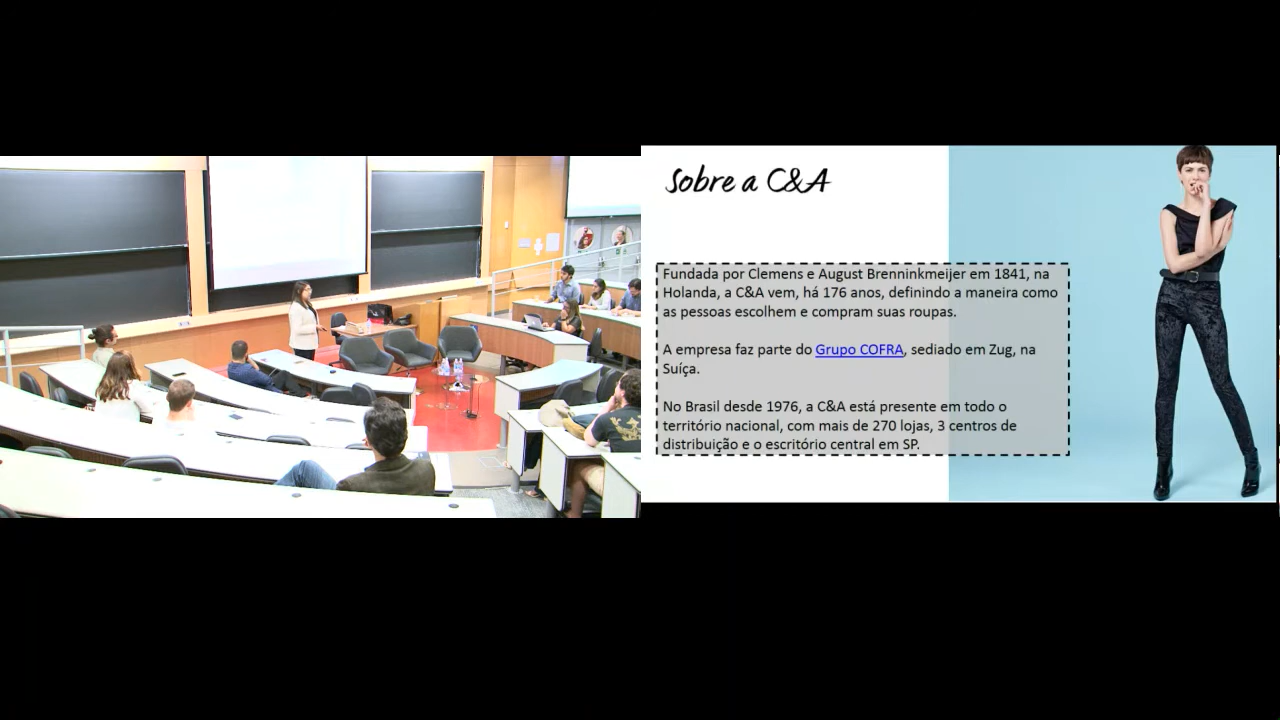 Sobre a C&A
Fundada por Clemens e August Brenninkmeijer em 1841, na
Holanda, a C&A vem, há 176 anos, definindo a maneira como
as pessoas escolhem e compram suas roupas.
A empresa faz parte do Grupo COFRA, sediado em Zug, na
Suíça.
No Brasil desde 1976, a C&A está presente em todo o
território nacional, com mais de 270 lojas, 3 centros de
distribuição e o escritório central em SP.